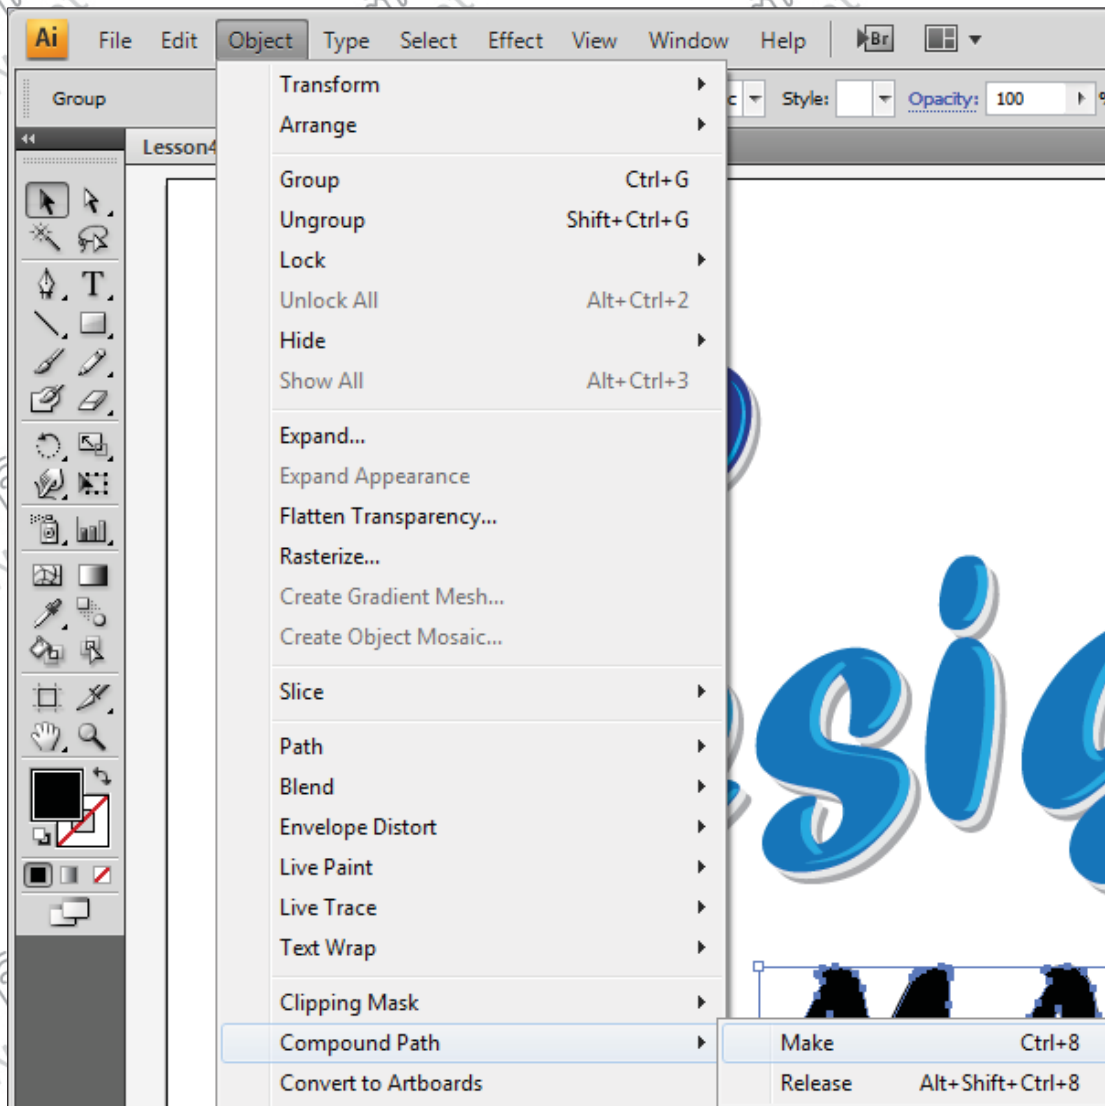 Ai File Edit Object Type Select Effect View Window Help Br
Group c Style: Opacity: 100 %
Lesson4
Transform
Arrange
Group Ctrl+G
Ungroup Shift+Ctrl+G
Lock
Unlock All Alt+Ctrl+2
Hide
Show All Alt+Ctrl+3
Expand...
Expand Appearance
Flatten Transparency...
Rasterize...
Create Gradient Mesh...
Create Object Mosaic...
Slice
Path
Blend
Envelope Distort
Live Paint
Live Trace
Text Wrap
Clipping Mask
Compound Path
Make Ctrl+8
Convert to Artboards
Release Alt+Shift+Ctrl+8
T
sig